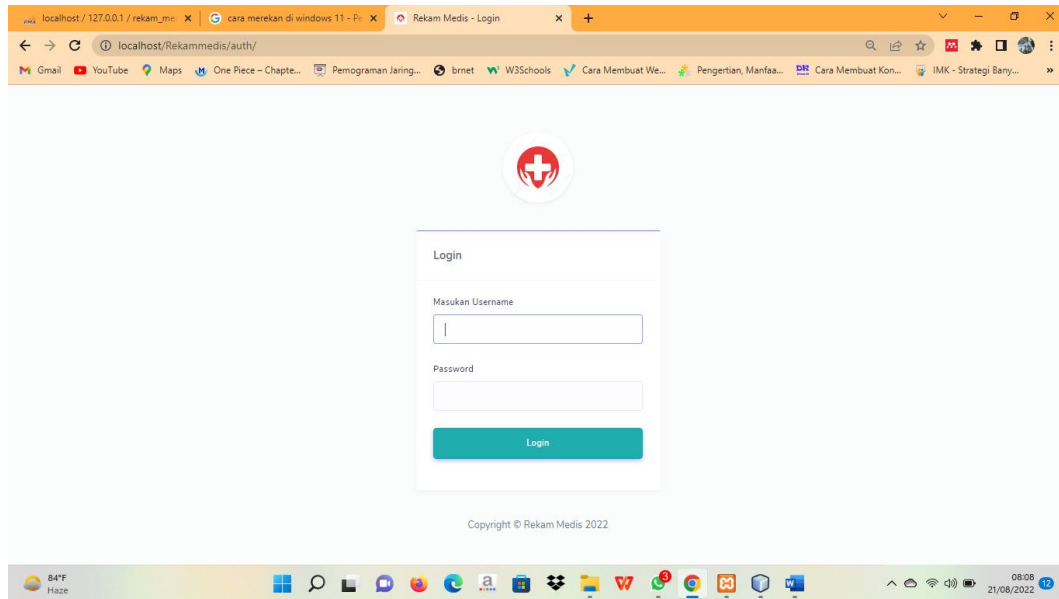 localhost / 127.0.0.1 / rekam_me
cara merekan di windows 11 - Pe
Rekam Medis - Login
localhost/Rekammedis/auth/
Gmail
YouTube
Maps
One Piece – Chapte...
Pemograman Jaring...
brnet
W3Schools
Cara Membuat We...
Pengertian, Manfaa...
Cara Membuat Kon...
IMK - Strategi Bany...
»
Login
Masukan Username
Password
Login
Copyright © Rekam Medis 2022
84°F
Haze
a
3
08:08
21/08/2022
12